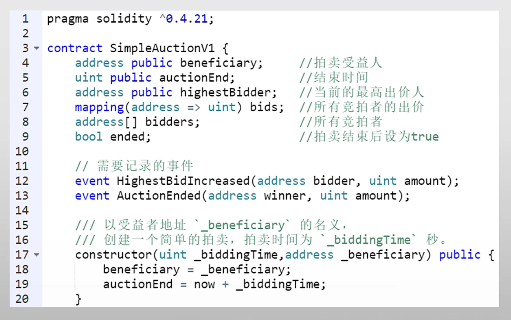 1 pragma solidity ^0.4.21;
2
3 contract SimpleAuctionV1 {
4 address public beneficiary; //拍卖受益人
5 uint public auctionEnd; //结束时间
6 address public highestBidder; //当前的最高出价人
7 mapping(address => uint) bids; //所有竞拍者的出价
8 address[] bidders; //所有竞拍者
9 bool ended; //拍卖结束后设为true
10
11 // 需要记录的事件
12 event HighestBidIncreased(address bidder, uint amount);
13 event AuctionEnded(address winner, uint amount);
14
15 /// 以受益者地址 `_beneficiary` 的名义，
16 /// 创建一个简单的拍卖，拍卖时间为 `_biddingTime` 秒。
17 constructor(uint _biddingTime,address _beneficiary) public {
18 beneficiary = _beneficiary;
19 auctionEnd = now + _biddingTime;
20 }